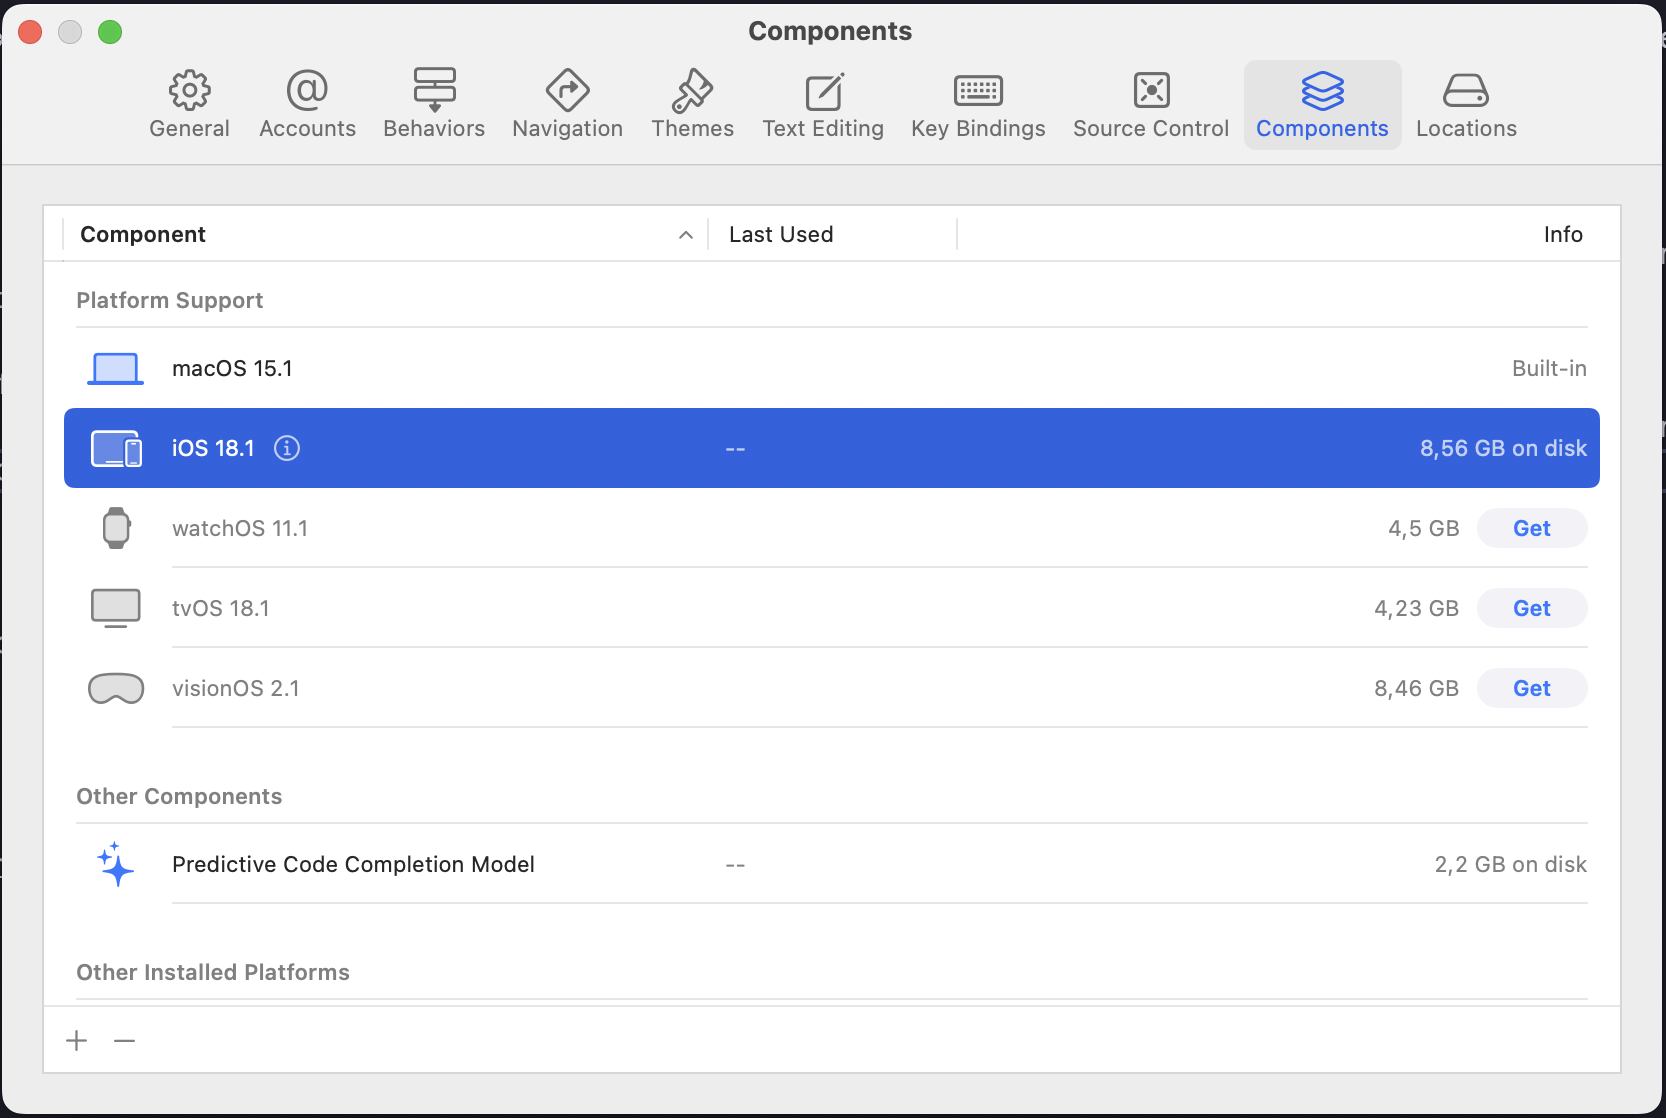 Components
General Accounts Behaviors Navigation Themes Text Editing Key Bindings Source Control Components Locations
Component Last Used Info
Platform Support
macOS 15.1 Built-in
iOS 18.1 -- 8,56 GB on disk
watchOS 11.1 4,5 GB Get
tvOS 18.1 4,23 GB Get
visionOS 2.1 8,46 GB Get
Other Components
Predictive Code Completion Model -- 2,2 GB on disk
Other Installed Platforms